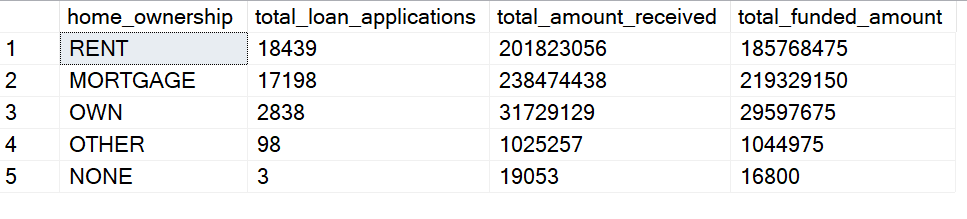 home_ownership total_loan_applications total_amount_received total_funded_amount
1 RENT 18439 201823056 185768475
2 MORTGAGE 17198 238474438 219329150
3 OWN 2838 31729129 29597675
4 OTHER 98 1025257 1044975
5 NONE 3 19053 16800